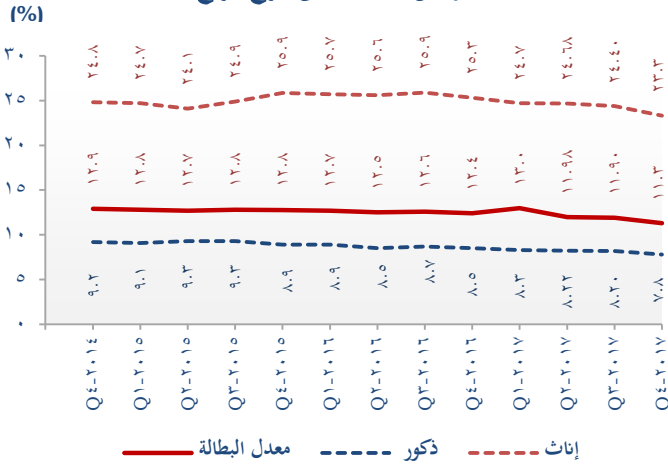 (%)
٣٠
٢٥
٢٠
١٥
١٠
٥
٠
٢٤.٨ ٢٤.٧ ٢٤.١ ٢٤.٩ ٢٥.٩ ٢٥.٧ ٢٥.٦ ٢٥.٩ ٢٥.٣ ٢٤.٧ ٢٤.٦٨ ٢٤.٤٠ ٢٣.٣
١٢.٩ ١٢.٨ ١٢.٧ ١٢.٨ ١٢.٨ ١٢.٧ ١٢.٥ ١٢.٦ ١٢.٤ ١٣.٠ ١١.٩٨ ١١.٩٠ ١١.٣
٩.٢ ٩.١ ٩.٣ ٩.٣ ٨.٩ ٨.٩ ٨.٥ ٨.٧ ٨.٥ ٨.٣ ٨.٢٢ ٨.٢٠ ٧.٨
Q٤-٢٠١٤ Q١-٢٠١٥ Q٢-٢٠١٥ Q٣-٢٠١٥ Q٤-٢٠١٥ Q١-٢٠١٦ Q٢-٢٠١٦ Q٣-٢٠١٦ Q٤-٢٠١٦ Q١-٢٠١٧ Q٢-٢٠١٧ Q٣-٢٠١٧ Q٤-٢٠١٧
إناث ذكور معدل البطالة